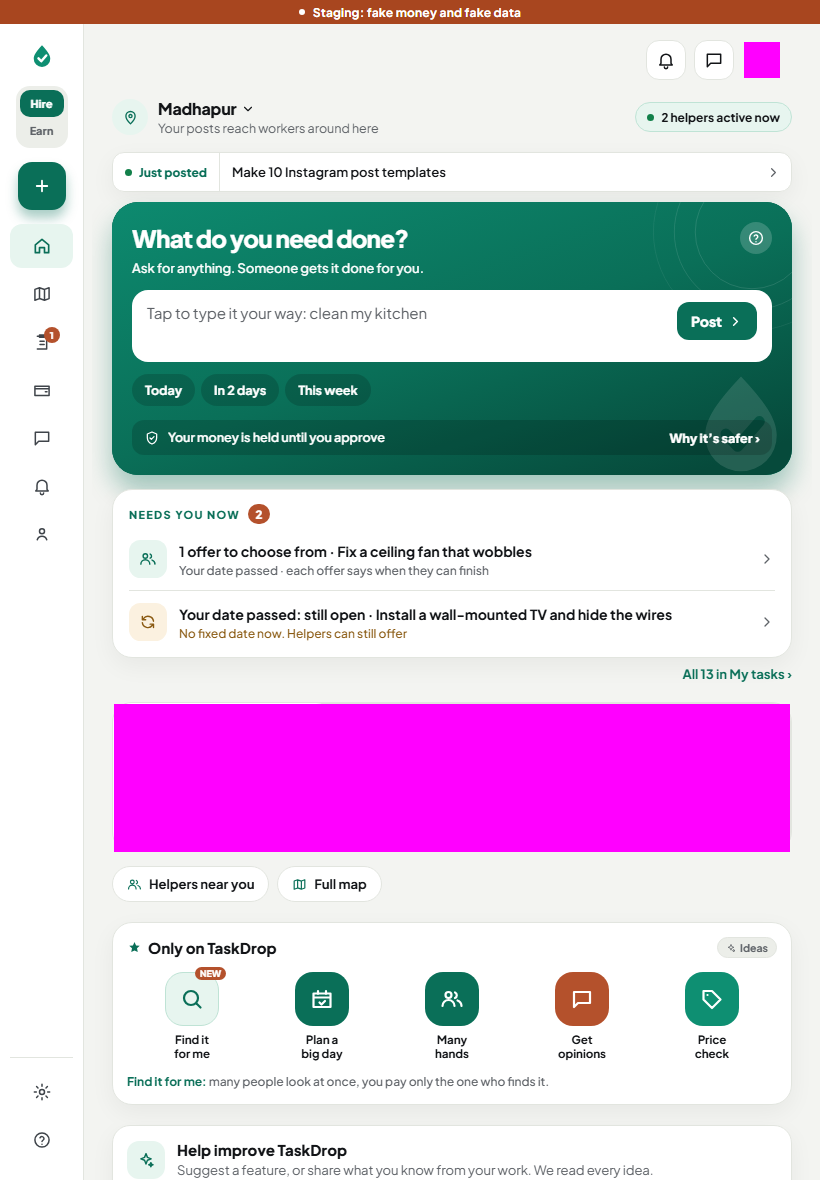 Staging: fake money and fake data
Hire
Earn
Madhapur
Your posts reach workers around here
2 helpers active now
Just posted
Make 10 Instagram post templates
What do you need done?
Ask for anything. Someone gets it done for you.
Tap to type it your way: clean my kitchen
Post
Today
In 2 days
This week
1
Your money is held until you approve
Why it's safer ›
NEEDS YOU NOW 2
1 offer to choose from · Fix a ceiling fan that wobbles
Your date passed · each offer says when they can finish
Your date passed: still open · Install a wall-mounted TV and hide the wires
No fixed date now. Helpers can still offer
All 13 in My tasks ›
Helpers near you
Full map
Only on TaskDrop
Ideas
NEW
Find it
for me
Plan a
big day
Many
hands
Get
opinions
Price
check
Find it for me: many people look at once, you pay only the one who finds it.
Help improve TaskDrop
Suggest a feature, or share what you know from your work. We read every idea.